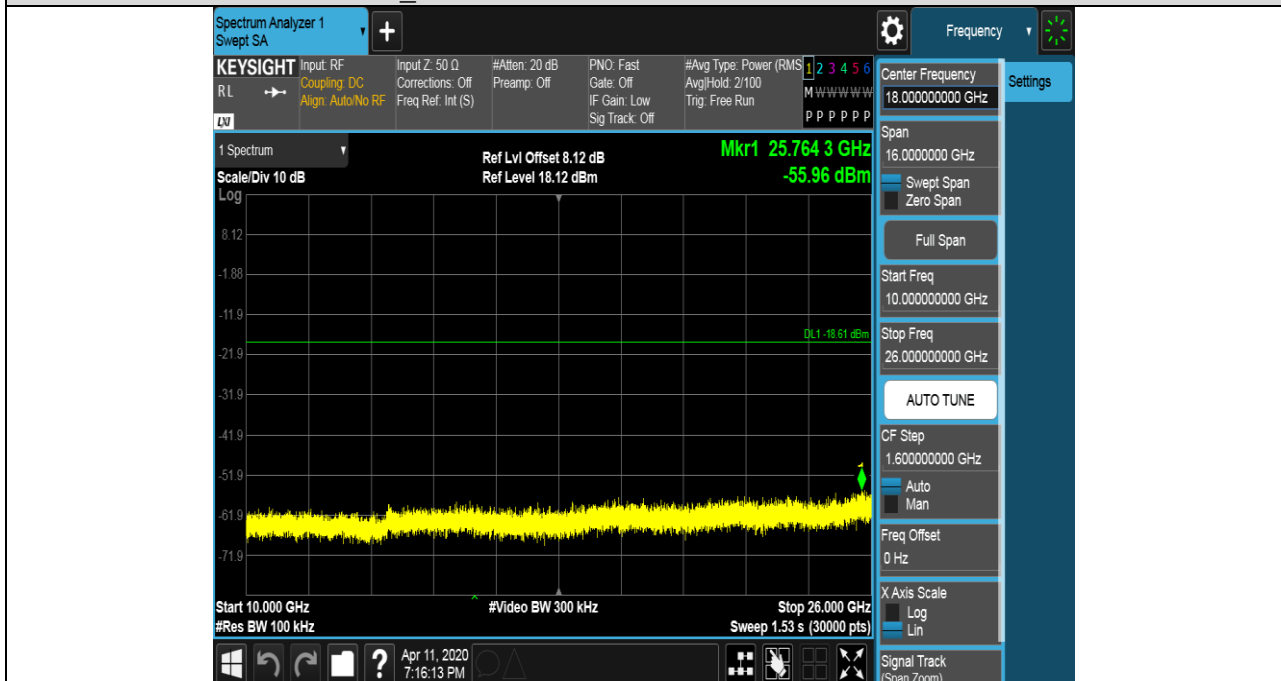 Spectrum Analyzer 1
Swept SA
+
Frequency
KEYSIGHT
RL
LXI
Input: RF
Coupling: DC
Align: Auto/No RF
Input Z: 50 Ω
Corrections: Off
Freq Ref: Int (S)
#Atten: 20 dB
Preamp: Off
PNO: Fast
Gate: Off
IF Gain: Low
Sig Track: Off
#Avg Type: Power (RMS
Avg|Hold: 2/100
Trig: Free Run
1 2 3 4 5 6
M W W W W W
P P P P P P
1 Spectrum
Scale/Div 10 dB
Log
Ref Lvl Offset 8.12 dB
Ref Level 18.12 dBm
Mkr1 25.764 3 GHz
-55.96 dBm
8.12
-1.88
-11.9
-21.9
-31.9
-41.9
-51.9
-61.9
-71.9
DL1 -18.61 dBm
1
Start 10.000 GHz
#Res BW 100 kHz
#Video BW 300 kHz
Stop 26.000 GHz
Sweep 1.53 s (30000 pts)
Apr 11, 2020
7:16:13 PM
?
Center Frequency
18.000000000 GHz
Settings
Span
16.0000000 GHz
Swept Span
Zero Span
Full Span
Start Freq
10.000000000 GHz
Stop Freq
26.000000000 GHz
AUTO TUNE
CF Step
1.600000000 GHz
Auto
Man
Freq Offset
0 Hz
X Axis Scale
Log
Lin
Signal Track
(Span Zoom)